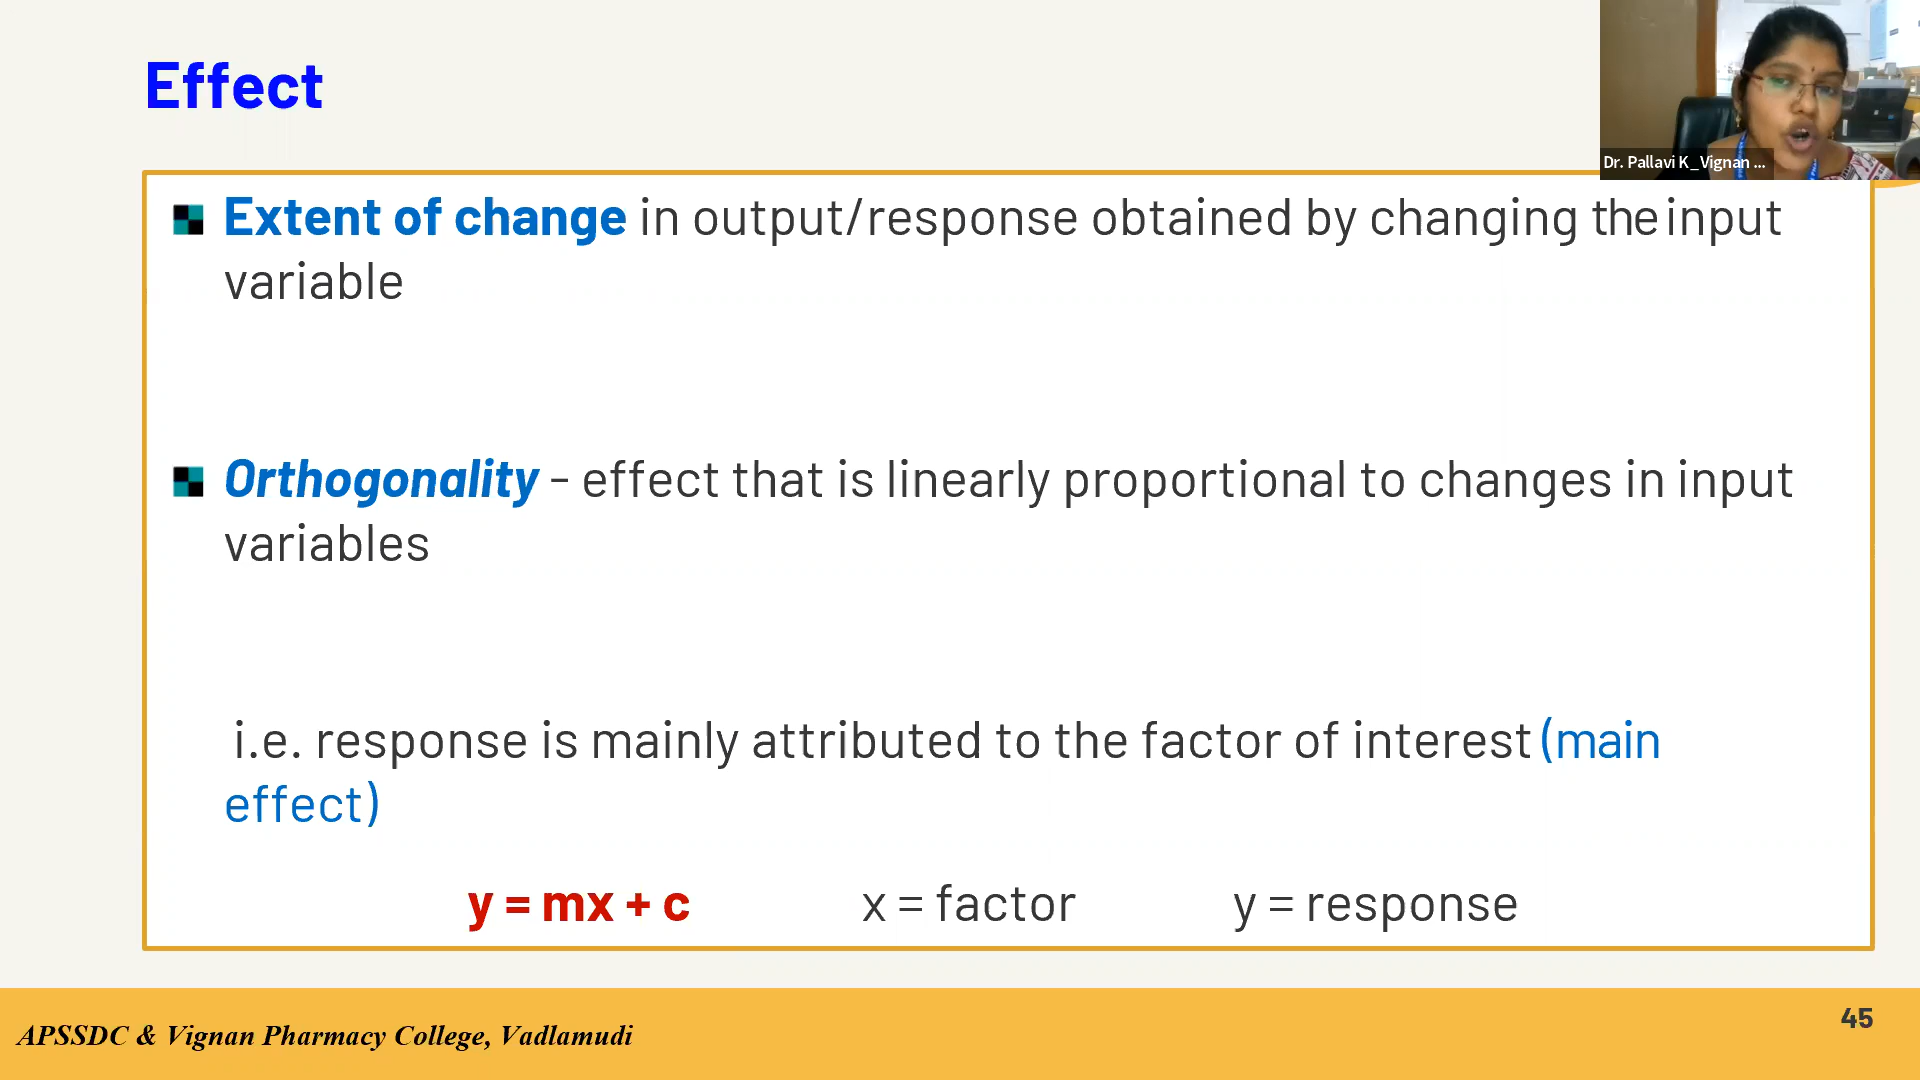 Effect
Dr. Pallavi K_Vignan ...
Extent of change in output/response obtained by changing the input
variable
Orthogonality - effect that is linearly proportional to changes in input
variables
i.e. response is mainly attributed to the factor of interest (main
effect)
y = mx + c x = factor y = response
APSSDC & Vignan Pharmacy College, Vadlamudi
45